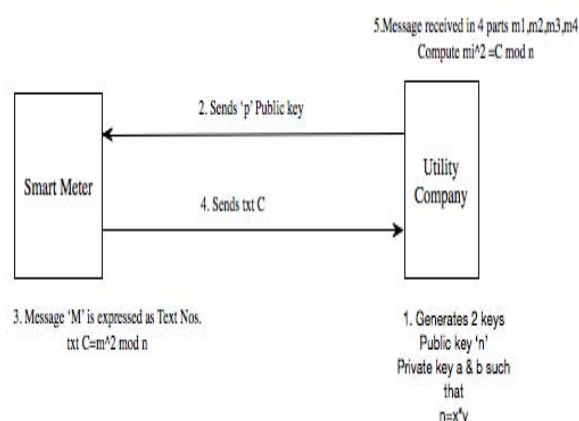 5.Message received in 4 parts m1,m2,m3,m4
Compute mi^2 =C mod n
2. Sends 'p' Public key
Smart Meter
Utility
Company
4. Sends txt C
3. Message 'M' is expressed as Text Nos.
txt C=m^2 mod n
1. Generates 2 keys
Public key 'n'
Private key a & b such
that
n=x*y